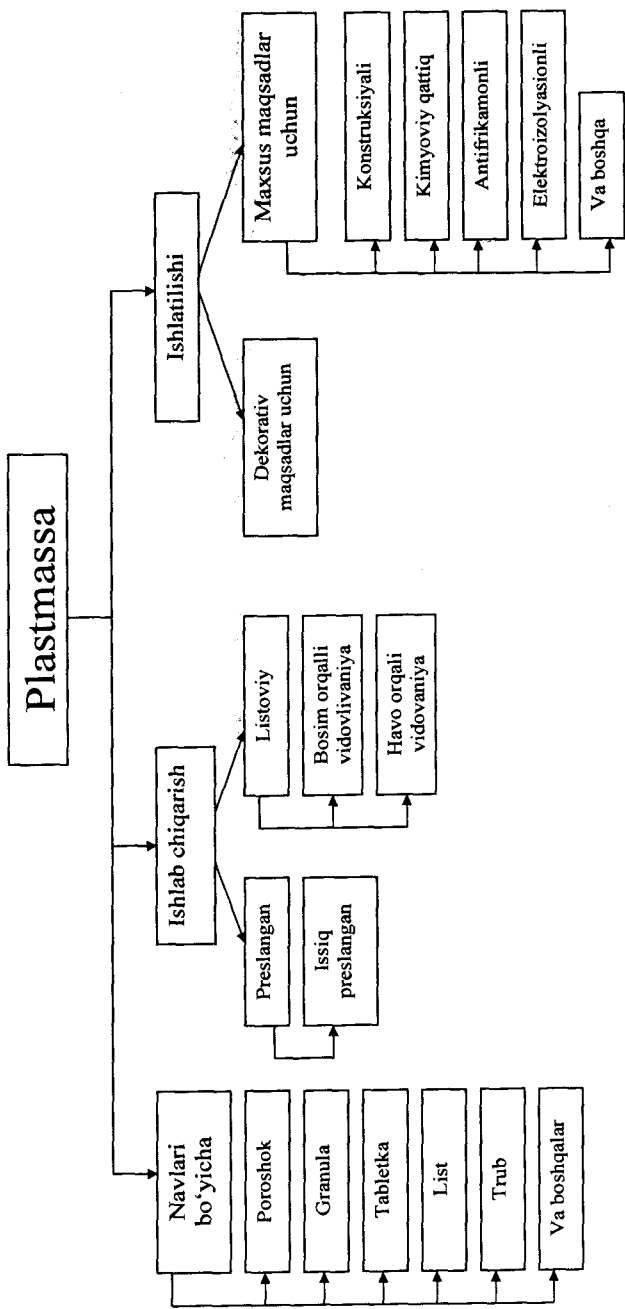 Plastmassa
Navlari
bo‘yicha
Poroshok
Granula
Tabletka
List
Trub
Va boshqalar
Ishlab chiqarish
Preslangan
Issiq
preslangan
Listoviy
Bosim orqalli
vidovlivaniya
Havo orqali
vidovaniya
Ishlatilishi
Dekorativ
maqsadlar uchun
Maxsus maqsadlar
uchun
Konstruksiyali
Kimyoviy qattiq
Antifrikamonli
Elektroizolyasionli
Va boshqa